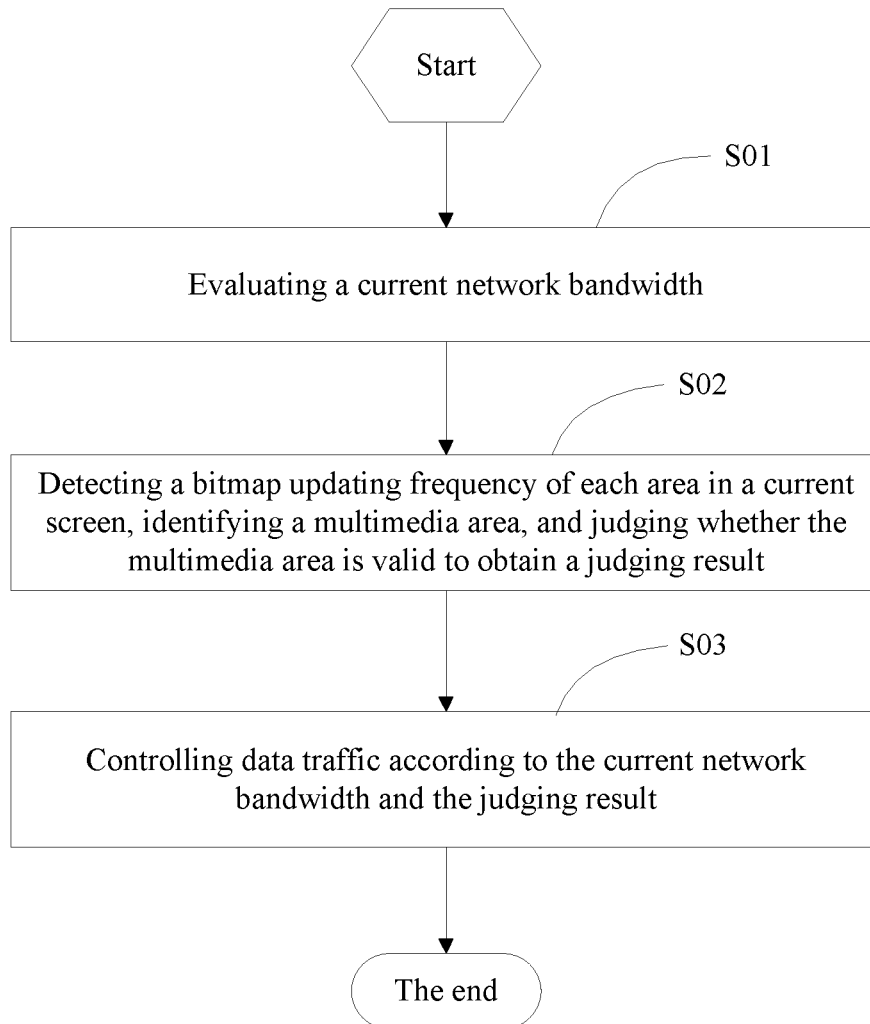 Start
S01
Evaluating a current network bandwidth
S02
Detecting a bitmap updating frequency of each area in a current
screen, identifying a multimedia area, and judging whether the
multimedia area is valid to obtain a judging result
S03
Controlling data traffic according to the current network
bandwidth and the judging result
The end